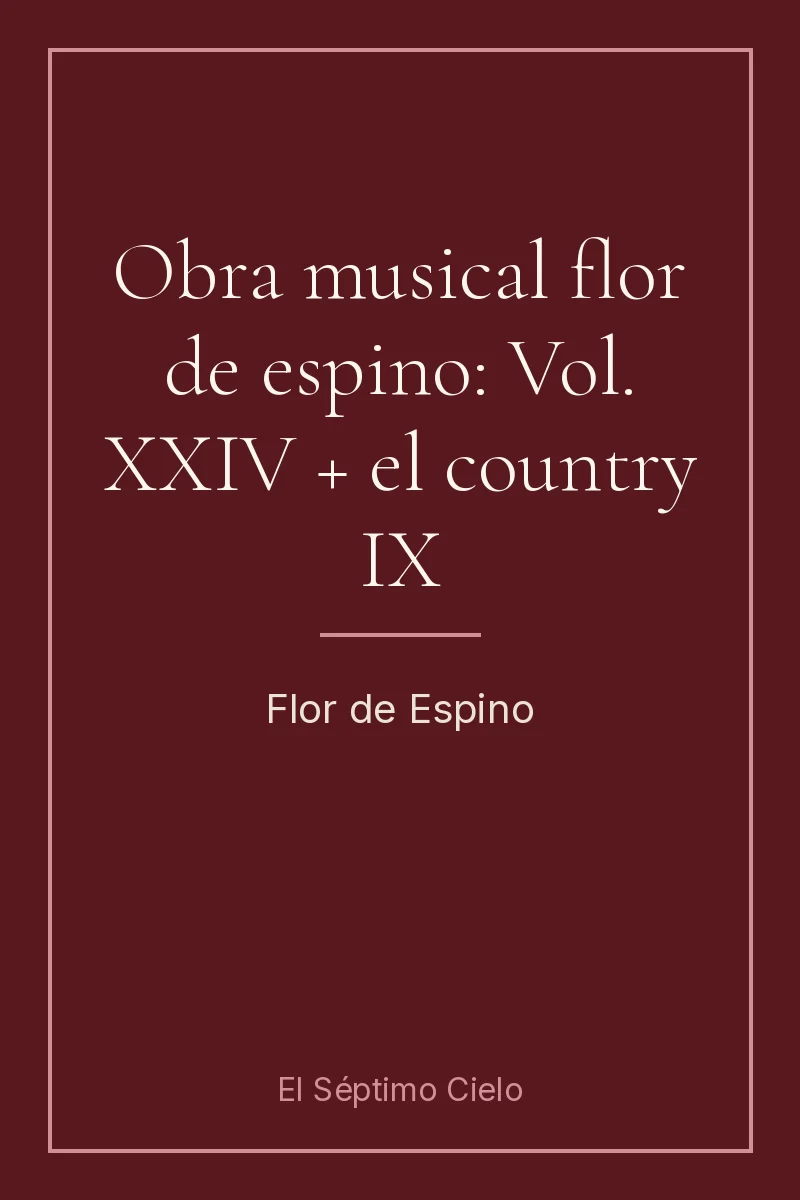 Obra musical flor
de espino: Vol.
XXIV + el country
IX
Flor de Espino
El Séptimo Cielo